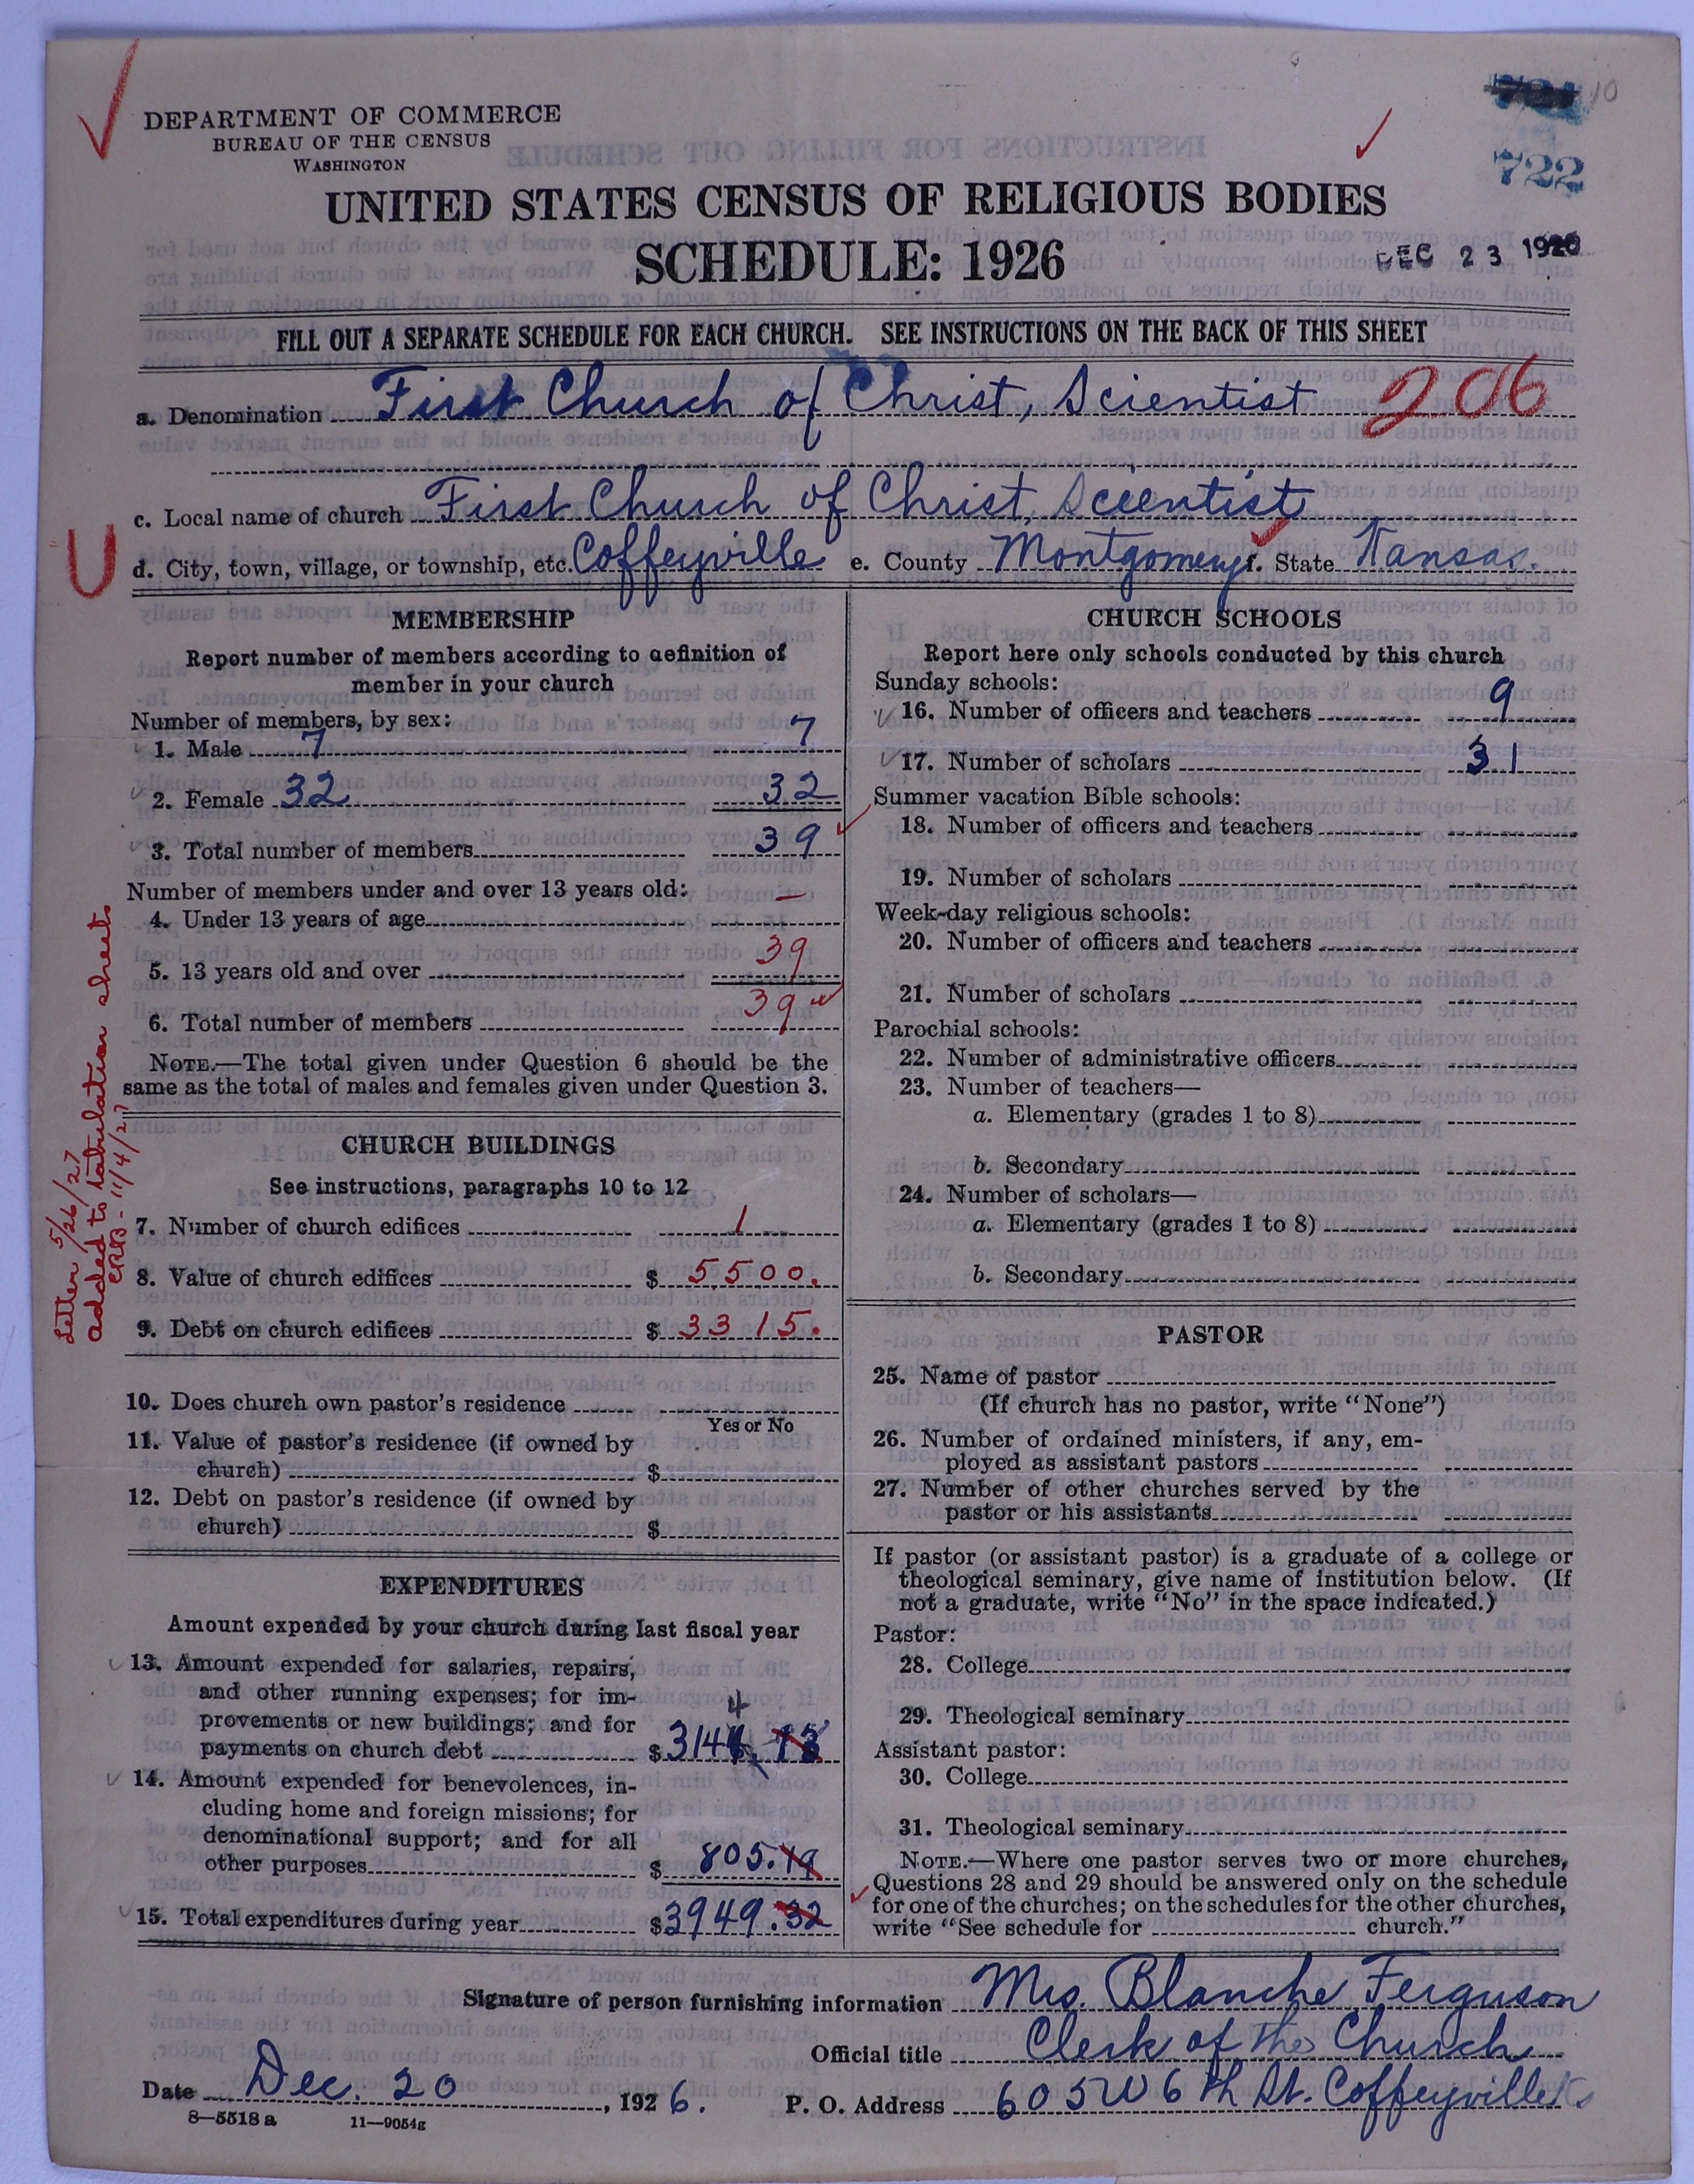 DEPARTMENT OF COMMERCE
BUREAU OF THE CENSUS
WASHINGTON
722
UNITED STATES CENSUS OF RELIGIOUS BODIES
SCHEDULE: 1926
DEC 23 1926
FILL OUT A SEPARATE SCHEDULE FOR EACH CHURCH. SEE INSTRUCTIONS ON THE BACK OF THIS SHEET
a. Denomination First Church of Christ, Scientist 206
c. Local name of church First Church of Christ, Scientist
d. City, town, village, or township, etc. Coffeyville e. County Montgomery f. State Kansas.
MEMBERSHIP
Report number of members according to definition of
member in your church
Number of members, by sex:
1. Male 7 7
2. Female 32 32
3. Total number of members 39
Number of members under and over 13 years old:
4. Under 13 years of age —
5. 13 years old and over 39
6. Total number of members 39
NOTE.—The total given under Question 6 should be the
same as the total of males and females given under Question 3.
Letter 5/26/27
added to tabulation sheets
ERB - 11/4/27
CHURCH BUILDINGS
See instructions, paragraphs 10 to 12
7. Number of church edifices 1
8. Value of church edifices $ 5500.
9. Debt on church edifices $ 3315.
10. Does church own pastor's residence
Yes or No
11. Value of pastor's residence (if owned by
church) $
12. Debt on pastor's residence (if owned by
church) $
EXPENDITURES
Amount expended by your church during last fiscal year
13. Amount expended for salaries, repairs,
and other running expenses; for im-
provements or new buildings; and for
payments on church debt $ 3144. 13
14. Amount expended for benevolences, in-
cluding home and foreign missions; for
denominational support; and for all
other purposes $ 805.19
15. Total expenditures during year $3949.32
CHURCH SCHOOLS
Report here only schools conducted by this church
Sunday schools:
16. Number of officers and teachers 9
17. Number of scholars 31
Summer vacation Bible schools:
18. Number of officers and teachers
19. Number of scholars
Week-day religious schools:
20. Number of officers and teachers
21. Number of scholars
Parochial schools:
22. Number of administrative officers
23. Number of teachers—
a. Elementary (grades 1 to 8)
b. Secondary
24. Number of scholars—
a. Elementary (grades 1 to 8)
b. Secondary
PASTOR
25. Name of pastor
(If church has no pastor, write "None")
26. Number of ordained ministers, if any, em-
ployed as assistant pastors
27. Number of other churches served by the
pastor or his assistants
If pastor (or assistant pastor) is a graduate of a college or
theological seminary, give name of institution below. (If
not a graduate, write "No" in the space indicated.)
Pastor:
28. College
29. Theological seminary
Assistant pastor:
30. College
31. Theological seminary
NOTE.—Where one pastor serves two or more churches,
Questions 28 and 29 should be answered only on the schedule
for one of the churches; on the schedules for the other churches,
write "See schedule for church."
Signature of person furnishing information Mrs. Blanche Ferguson
Official title Clerk of the Church
Date Dec. 20, 1926. P. O. Address 605 W 6th St. Coffeyville Ks
8—5518 a 11—9054g